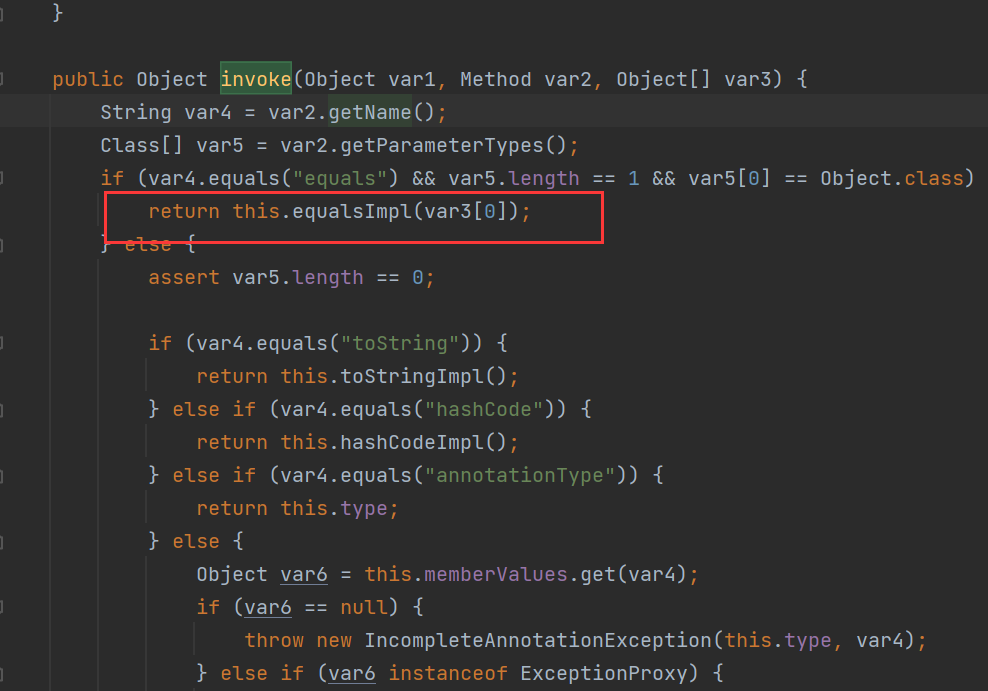 }
public Object invoke(Object var1, Method var2, Object[] var3) {
String var4 = var2.getName();
Class[] var5 = var2.getParameterTypes();
if (var4.equals("equals") && var5.length == 1 && var5[0] == Object.class)
return this.equalsImpl(var3[0]);
} else {
assert var5.length == 0;
if (var4.equals("toString")) {
return this.toStringImpl();
} else if (var4.equals("hashCode")) {
return this.hashCodeImpl();
} else if (var4.equals("annotationType")) {
return this.type;
} else {
Object var6 = this.memberValues.get(var4);
if (var6 == null) {
throw new IncompleteAnnotationException(this.type, var4);
} else if (var6 instanceof ExceptionProxy) {